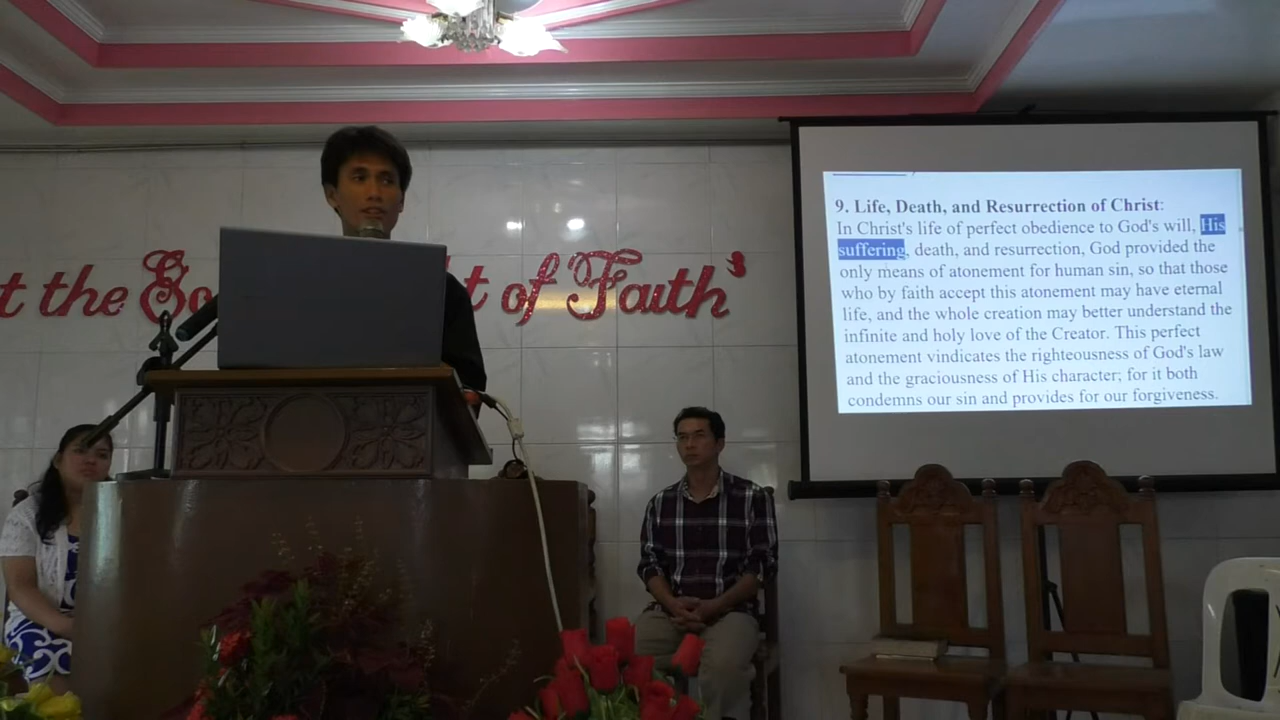 t the Go t of Faith
9. Life, Death, and Resurrection of Christ:
In Christ's life of perfect obedience to God's will, His
suffering, death, and resurrection, God provided the
only means of atonement for human sin, so that those
who by faith accept this atonement may have eternal
life, and the whole creation may better understand the
infinite and holy love of the Creator. This perfect
atonement vindicates the righteousness of God's law
and the graciousness of His character; for it both
condemns our sin and provides for our forgiveness.